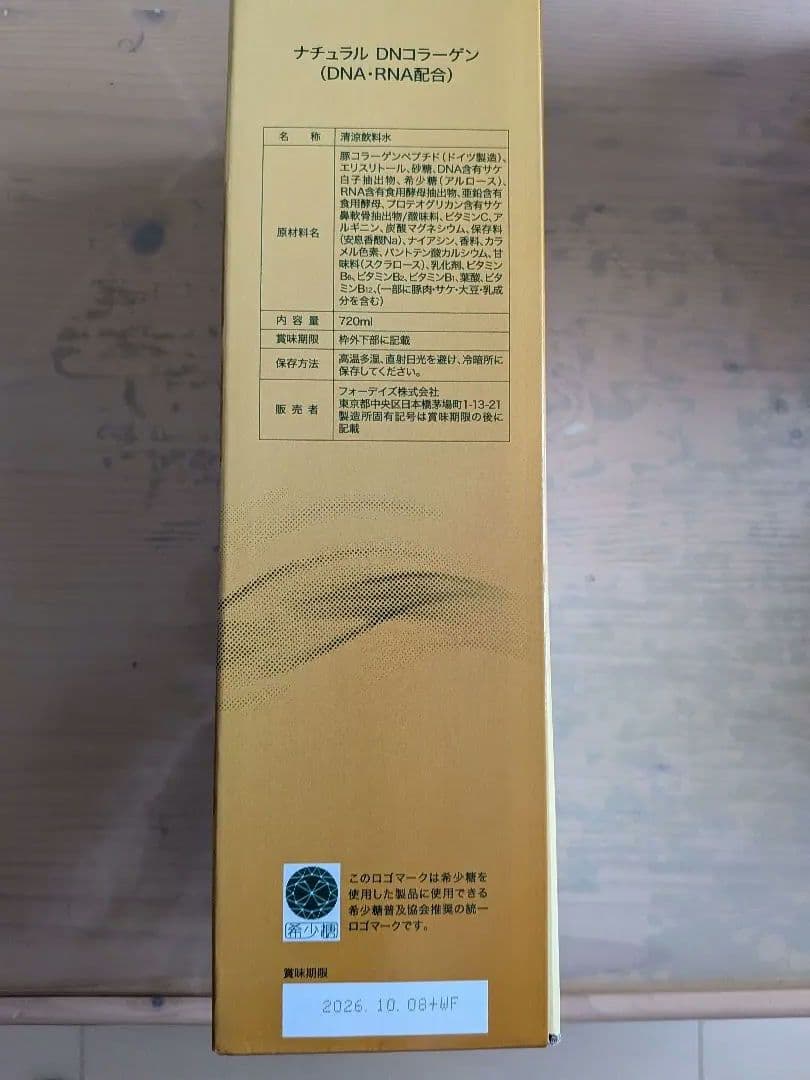 ナチュラル DNコラーゲン
(DNA・RNA配合)
名 称 清涼飲料水
原材料名 豚コラーゲンペプチド(ドイツ製造)、
エリスリトール、砂糖、DNA含有サケ
白子抽出物、希少糖(アルロース)、
RNA含有食用酵母抽出物、亜鉛含有
食用酵母、プロテオグリカン含有サケ
鼻軟骨抽出物/酸味料、ビタミンC、ア
ルギニン、炭酸マグネシウム、保存料
(安息香酸Na)、ナイアシン、香料、カラ
メル色素、パントテン酸カルシウム、甘
味料(スクラロース)、乳化剤、ビタミン
B6、ビタミンB2、ビタミンB1、葉酸、ビタ
ミンB12、(一部に豚肉・サケ・大豆・乳成
分を含む)
内容量 720ml
賞味期限 枠外下部に記載
保存方法 高温多湿、直射日光を避け、冷暗所に
保存してください。
販売者 フォーデイズ株式会社
東京都中央区日本橋茅場町1-13-21
製造所固有記号は賞味期限の後に
記載
希少糖
このロゴマークは希少糖を
使用した製品に使用できる
希少糖普及協会推奨の統一
ロゴマークです。
賞味期限
2026.10.08+WF